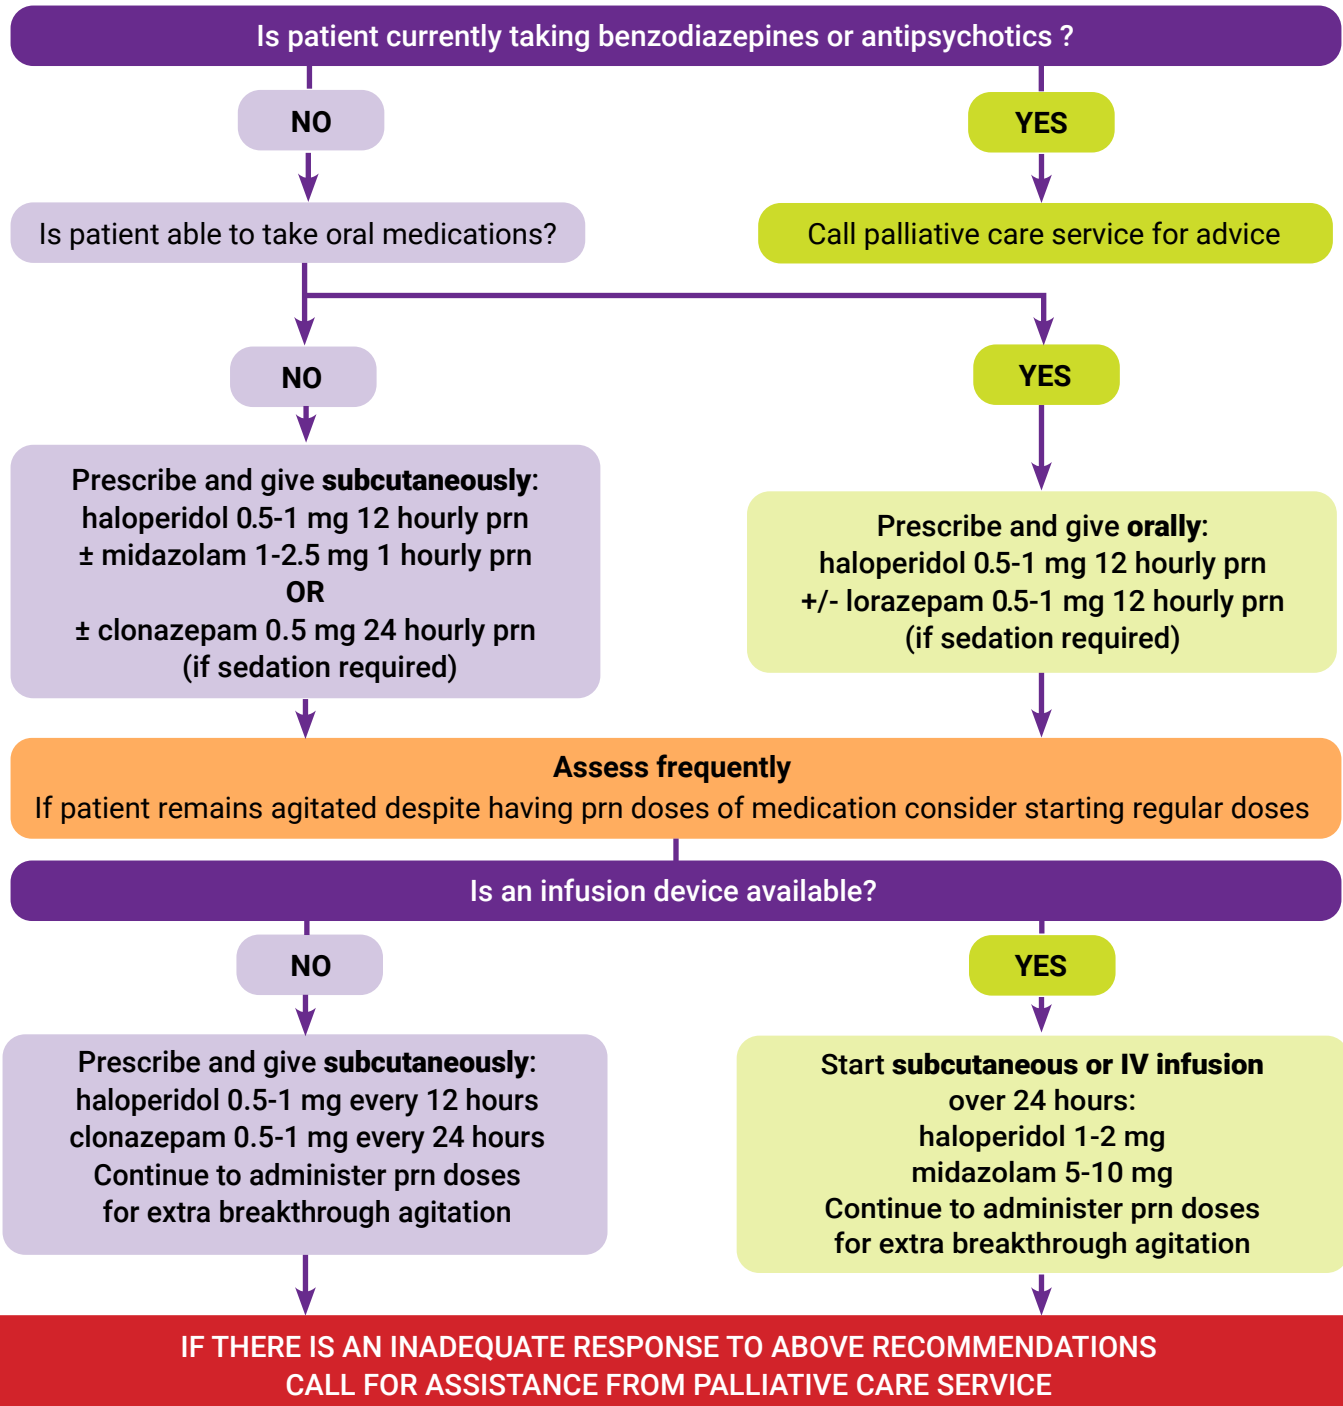 Is patient currently taking benzodiazepines or antipsychotics ?
NO
YES
Is patient able to take oral medications?
Call palliative care service for advice
NO
YES
Prescribe and give subcutaneously:
haloperidol 0.5-1 mg 12 hourly prn
± midazolam 1-2.5 mg 1 hourly prn
OR
± clonazepam 0.5 mg 24 hourly prn
(if sedation required)
Prescribe and give orally:
haloperidol 0.5-1 mg 12 hourly prn
+/- lorazepam 0.5-1 mg 12 hourly prn
(if sedation required)
Assess frequently
If patient remains agitated despite having prn doses of medication consider starting regular doses
Is an infusion device available?
NO
YES
Prescribe and give subcutaneously:
haloperidol 0.5-1 mg every 12 hours
clonazepam 0.5-1 mg every 24 hours
Continue to administer prn doses
for extra breakthrough agitation
Start subcutaneous or IV infusion
over 24 hours:
haloperidol 1-2 mg
midazolam 5-10 mg
Continue to administer prn doses
for extra breakthrough agitation
IF THERE IS AN INADEQUATE RESPONSE TO ABOVE RECOMMENDATIONS
CALL FOR ASSISTANCE FROM PALLIATIVE CARE SERVICE